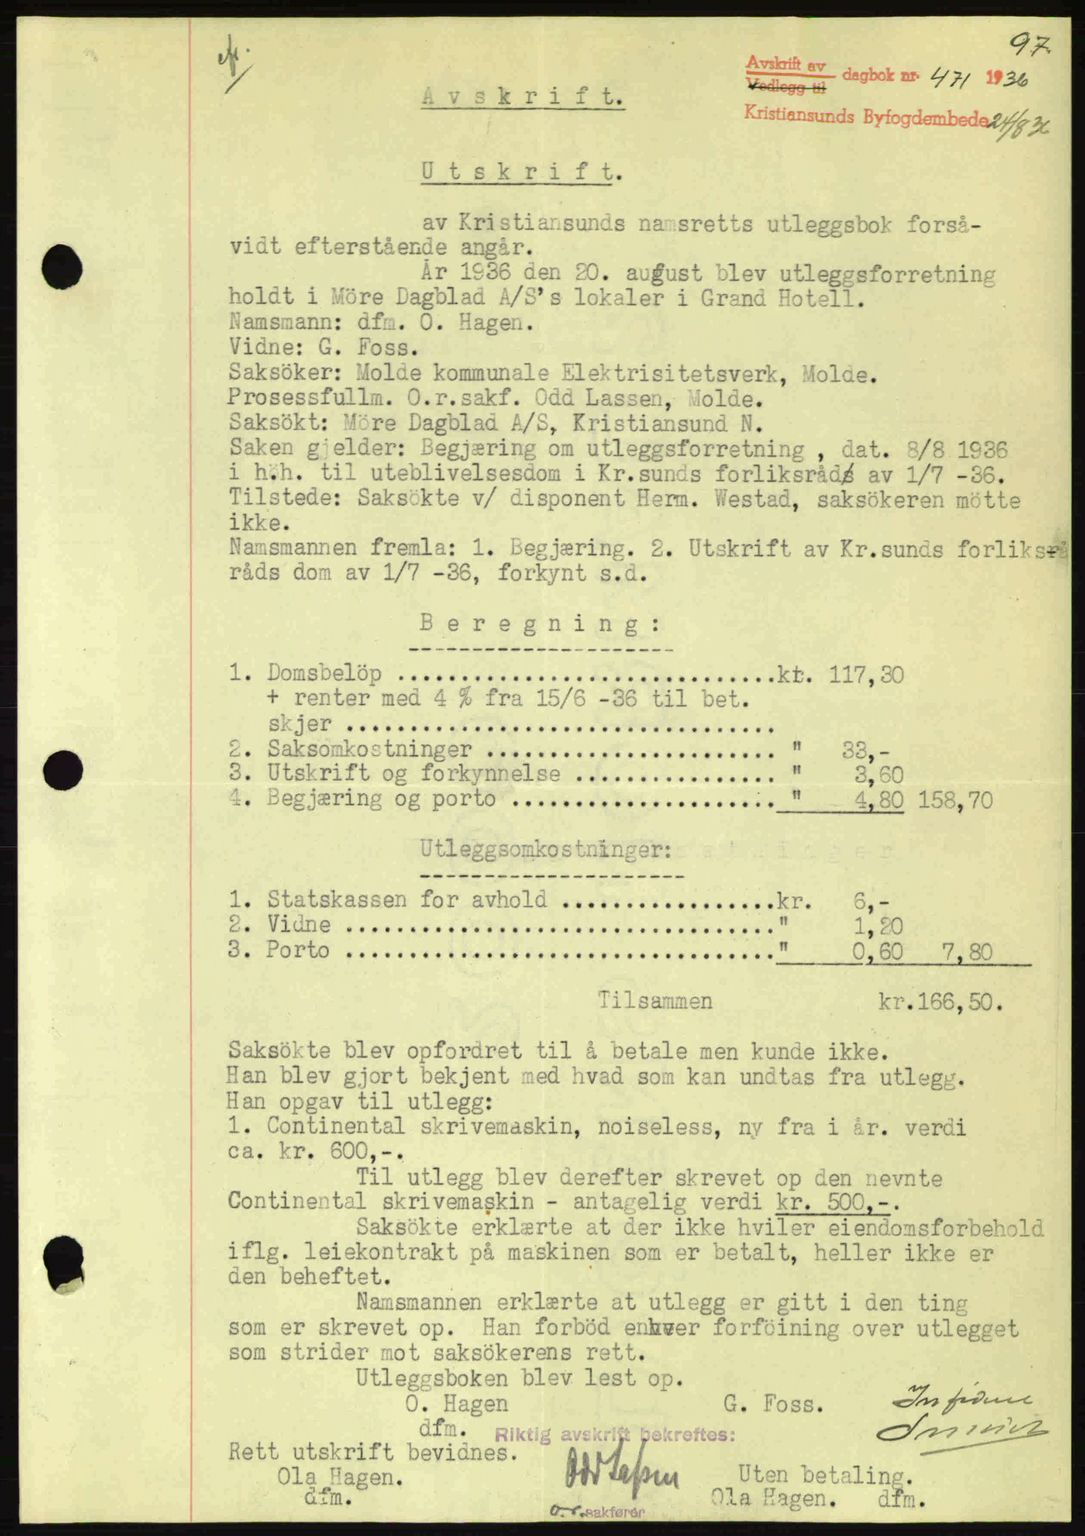 97.
Avskrift av
Vedlegg til dagbok nr. 471 1936
Kristiansunds Byfogdembede 24/8 36
A v s k r i f t.
U t s k r i f t.
av Kristiansunds namsretts utleggsbok forså-
vidt efterstående angår.
År 1936 den 20. august blev utleggsforretning
holdt i Möre Dagblad A/S's lokaler i Grand Hotell.
Namsmann: dfm. O. Hagen.
Vidne: G. Foss.
Saksöker: Molde kommunale Elektrisitetsverk, Molde.
Prosessfullm. O.r.sakf. Odd Lassen, Molde.
Saksökt: Möre Dagblad A/S, Kristiansund N.
Saken gjelder: Begjæring om utleggsforretning , dat. 8/8 1936
i h.h. til uteblivelsesdom i Kr.sunds forliksråds av 1/7 -36.
Tilstede: Saksökte v/ disponent Herm. Westad, saksökeren mötte
ikke.
Namsmannen fremla: 1. Begjæring. 2. Utskrift av Kr.sunds forliksrå
råds dom av 1/7 -36, forkynt s.d.
B e r e g n i n g :
1. Domsbelöp ..............................kr. 117,30
+ renter med 4 % fra 15/6 -36 til bet.
skjer ..................................
2. Saksomkostninger ....................... " 33,-
3. Utskrift og forkynnelse ................ " 3,60
4. Begjæring og porto ..................... " 4,80 158,70
Utleggsomkostninger:
1. Statskassen for avhold .................kr. 6,-
2. Vidne .................................." 1,20
3. Porto .................................." 0,60 7,80
Tilsammen kr.166,50.
Saksökte blev opfordret til å betale men kunde ikke.
Han blev gjort bekjent med hvad som kan undtas fra utlegg.
Han opgav til utlegg:
1. Continental skrivemaskin, noiseless, ny fra i år. verdi
ca. kr. 600,-.
Til utlegg blev derefter skrevet op den nevnte
Continental skrivemaskin - antagelig verdi kr. 500,-.
Saksökte erklærte at der ikke hviler eiendomsforbehold
iflg. leiekontrakt på maskinen som er betalt, heller ikke er
den beheftet.
Namsmannen erklærte at utlegg er gitt i den ting
som er skrevet op. Han forböd enhver forföining over utlegget
som strider mot saksökerens rett.
Utleggsboken blev lest op.
O. Hagen G. Foss.
dfm. Riktig avskrift bekreftes:
Rett utskrift bevidnes.
Ola Hagen. Odd Lassen Uten betaling.
dfm. Ola Hagen. dfm.
o.r.sakfører